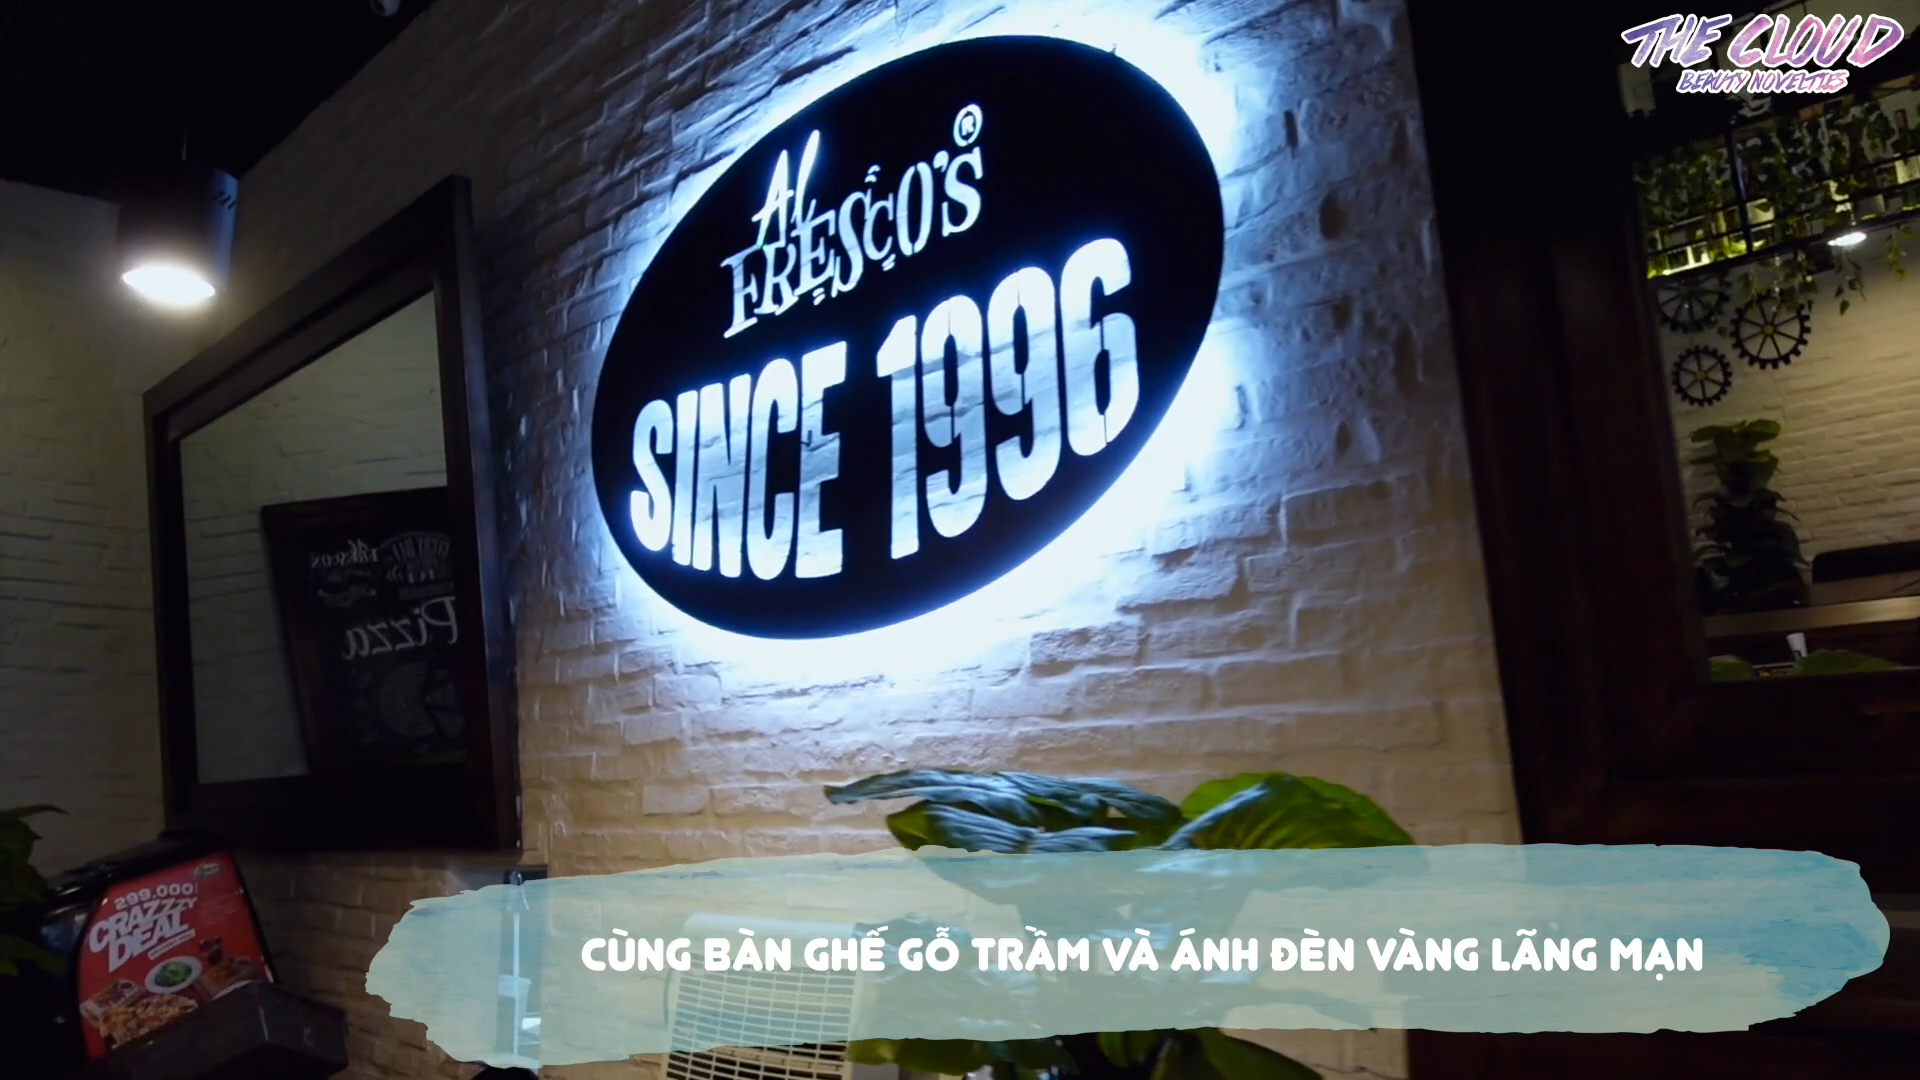 THE CLOUD
BEAUTY NOVELTIES
AL
FRESCO'S®
SINCE 1996
FRESCO'S
Pizza
299.000
CRAZZZY
DEAL
CÙNG BÀN GHẾ GỖ TRẦM VÀ ÁNH ĐÈN VÀNG LÃNG MẠN